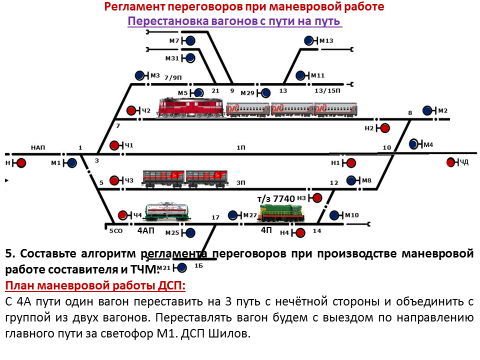 Регламент переговоров при маневровой работе
Перестановка вагонов с пути на путь
М7
М13
М31
М3
7/9П
М5
21
9
М29
13
М11
13/15П
Ч2
7
8
М2
Н2
НАП
1
Ч1
1П
10
М4
Н
М1
3
Н1
ЧД
Ч3
5
3П
т/з 7740
Н3
12
М8
Ч4
17
М27
М10
5СО
4АП
М25
4П
Н4
14
М21
16
5. Составьте алгоритм регламента переговоров при производстве маневровой
работе составителя и ТЧМ:
План маневровой работы ДСП:
С 4А пути один вагон переставить на 3 путь с нечётной стороны и объединить с
группой из двух вагонов. Переставлять вагон будем с выездом по направлению
главного пути за светофор М1. ДСП Шилов.